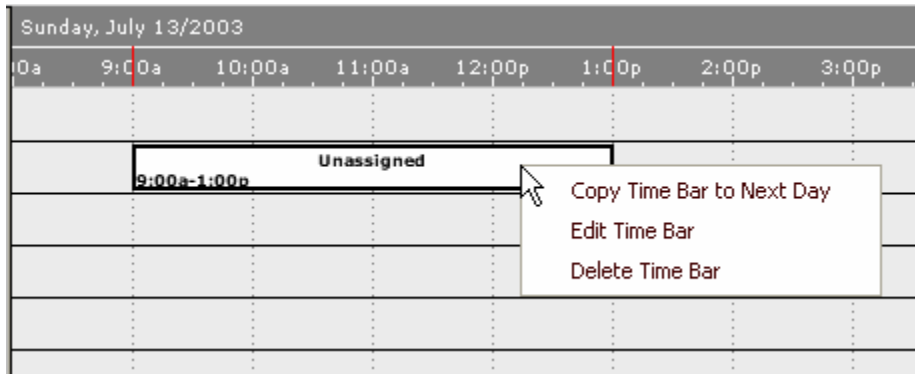 Sunday, July 13/2003
0a 9:00a 10:00a 11:00a 12:00p 1:00p 2:00p 3:00p
Unassigned
9:00a-1:00p
Copy Time Bar to Next Day
Edit Time Bar
Delete Time Bar